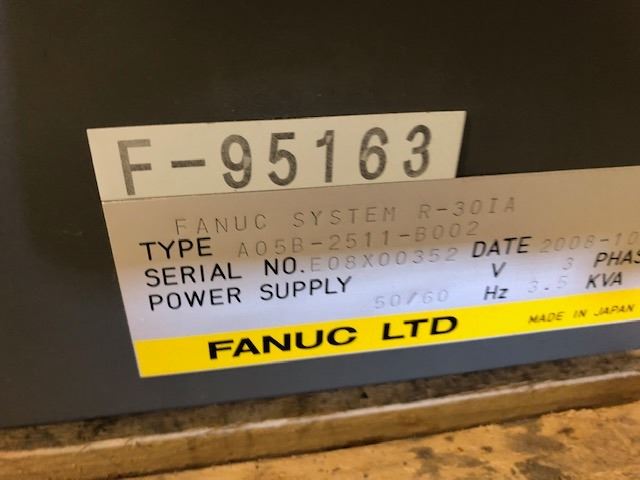 F-95163
FANUC SYSTEM R-30IA
TYPE A05B-2511-B002
SERIAL NO.E08X00352 DATE 2008-10
POWER SUPPLY V 3 PHAS
50/60 Hz 3.5 KVA
FANUC LTD MADE IN JAPAN